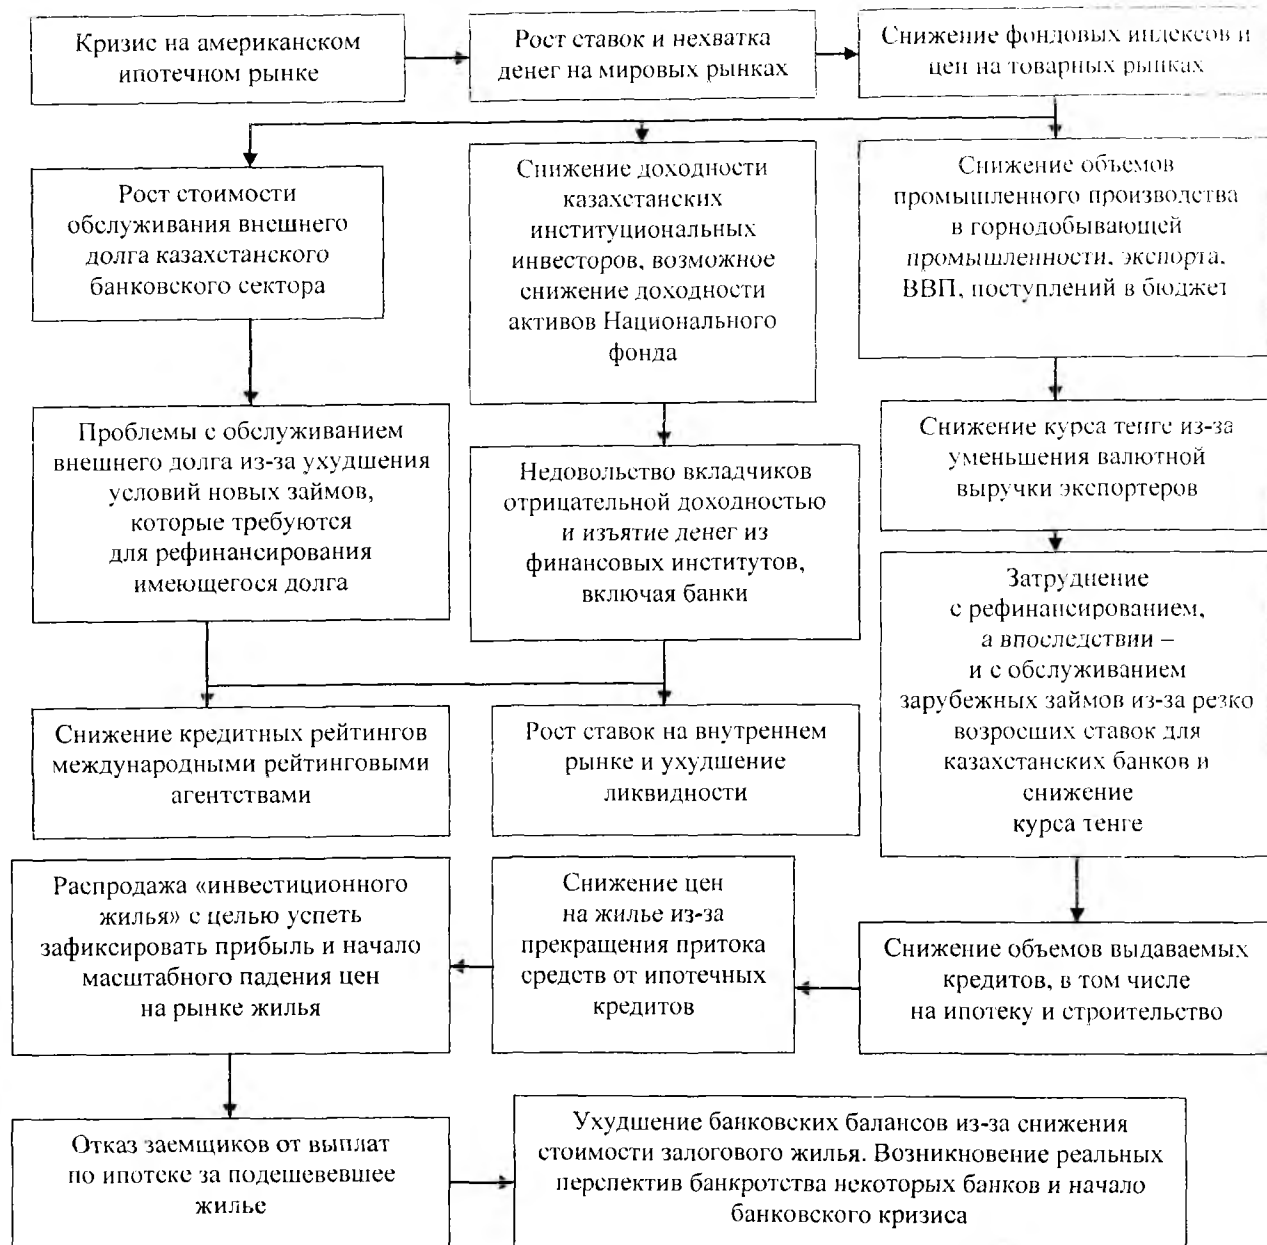 Кризис на американском
ипотечном рынке
Рост ставок и нехватка
денег на мировых рынках
Снижение фондовых индексов и
цен на товарных рынках
Рост стоимости
обслуживания внешнего
долга казахстанского
банковского сектора
Снижение доходности
казахстанских
институциональных
инвесторов, возможное
снижение доходности
активов Национального
фонда
Снижение объемов
промышленного производства
в горнодобывающей
промышленности, экспорта,
ВВП, поступлений в бюджет
Проблемы с обслуживанием
внешнего долга из-за ухудшения
условий новых займов,
которые требуются
для рефинансирования
имеющегося долга
Недовольство вкладчиков
отрицательной доходностью
и изъятие денег из
финансовых институтов,
включая банки
Снижение курса тенге из-за
уменьшения валютной
выручки экспортеров
Затруднение
с рефинансированием,
а впоследствии –
и с обслуживанием
зарубежных займов из-за резко
возросших ставок для
казахстанских банков и
снижение
курса тенге
Снижение кредитных рейтингов
международными рейтинговыми
агентствами
Рост ставок на внутреннем
рынке и ухудшение
ликвидности
Распродажа «инвестиционного
жилья» с целью успеть
зафиксировать прибыль и начало
масштабного падения цен
на рынке жилья
Снижение цен
на жилье из-за
прекращения притока
средств от ипотечных
кредитов
Снижение объемов выдаваемых
кредитов, в том числе
на ипотеку и строительство
Отказ заемщиков от выплат
по ипотеке за подешевевшее
жилье
Ухудшение банковских балансов из-за снижения
стоимости залогового жилья. Возникновение реальных
перспектив банкротства некоторых банков и начало
банковского кризиса